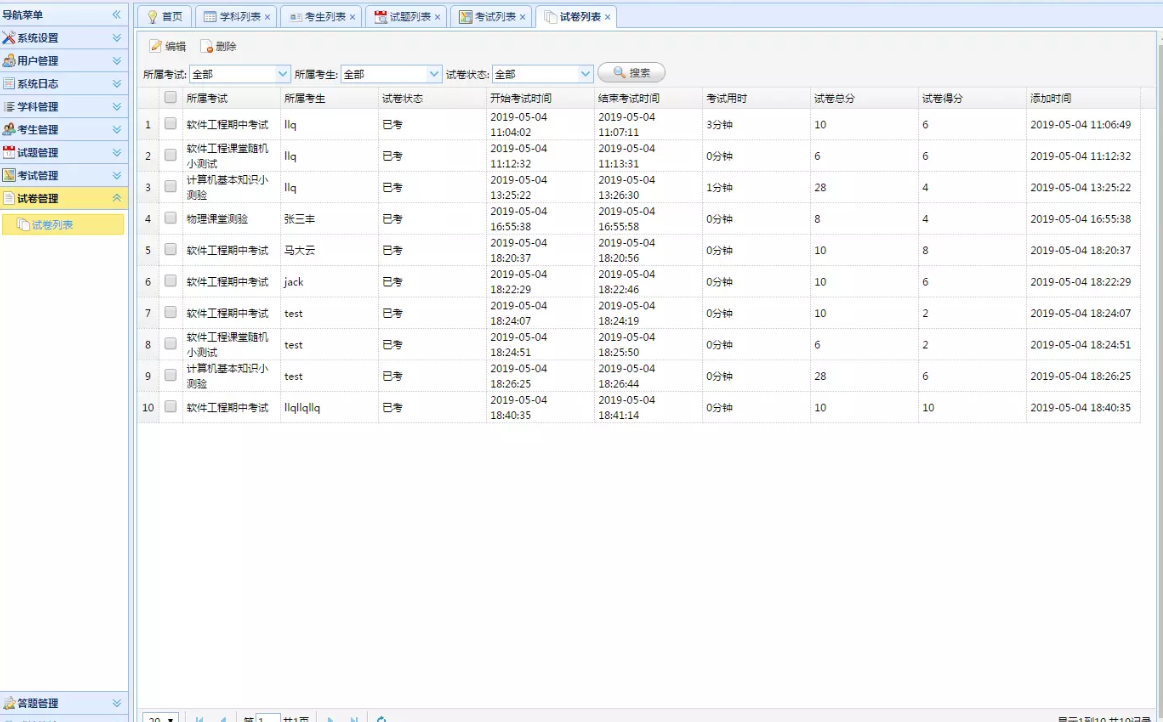 导航菜单
系统设置
用户管理
系统日志
学科管理
考生管理
试题管理
考试管理
试卷管理
试卷列表
答题管理
首页 学科列表 考生列表 试题列表 考试列表 试卷列表
编辑 删除
所属考试: 全部 所属考生: 全部 试卷状态: 全部 搜索
所属考试 所属考生 试卷状态 开始考试时间 结束考试时间 考试用时 试卷总分 试卷得分 添加时间
1 软件工程期中考试 llq 已考 2019-05-04 11:04:02 2019-05-04 11:07:11 3分钟 10 6 2019-05-04 11:06:49
2 软件工程课堂随机小测试 llq 已考 2019-05-04 11:12:32 2019-05-04 11:13:31 0分钟 6 6 2019-05-04 11:12:32
3 计算机基本知识小测验 llq 已考 2019-05-04 13:25:22 2019-05-04 13:26:30 1分钟 28 4 2019-05-04 13:25:22
4 物理课堂测验 张三丰 已考 2019-05-04 16:55:38 2019-05-04 16:55:58 0分钟 8 4 2019-05-04 16:55:38
5 软件工程期中考试 马大云 已考 2019-05-04 18:20:37 2019-05-04 18:20:56 0分钟 10 8 2019-05-04 18:20:37
6 软件工程期中考试 jack 已考 2019-05-04 18:22:29 2019-05-04 18:22:46 0分钟 10 6 2019-05-04 18:22:29
7 软件工程期中考试 test 已考 2019-05-04 18:24:07 2019-05-04 18:24:19 0分钟 10 2 2019-05-04 18:24:07
8 软件工程课堂随机小测试 test 已考 2019-05-04 18:24:51 2019-05-04 18:25:50 0分钟 6 2 2019-05-04 18:24:51
9 计算机基本知识小测验 test 已考 2019-05-04 18:26:25 2019-05-04 18:26:44 0分钟 28 6 2019-05-04 18:26:25
10 软件工程期中考试 llqllqllq 已考 2019-05-04 18:40:35 2019-05-04 18:41:14 0分钟 10 10 2019-05-04 18:40:35
20 第 1 共1页 显示1到10,共10记录